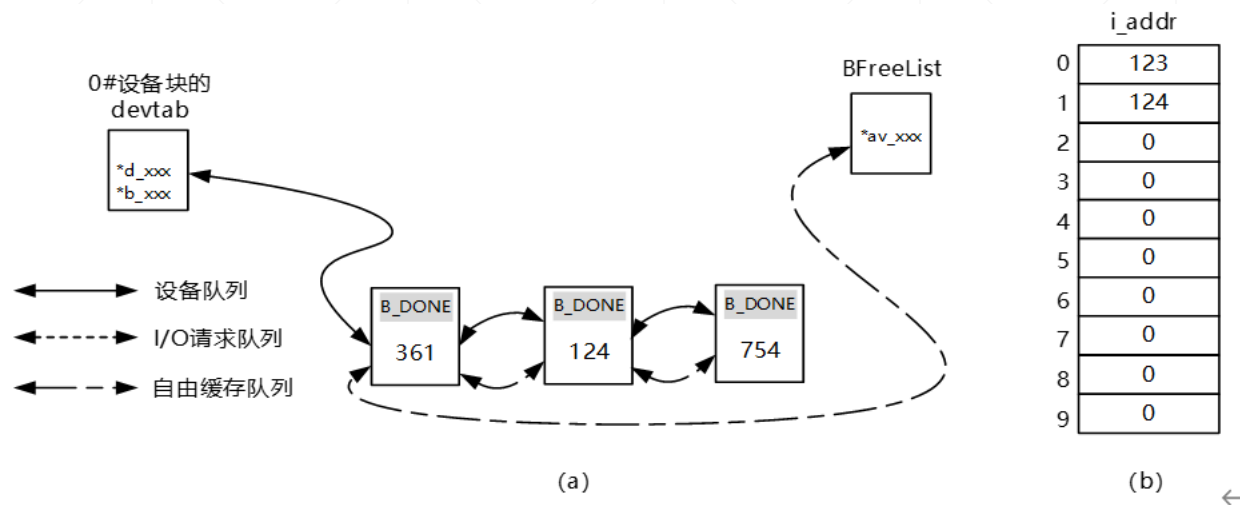 0#设备块的
devtab
*d_xxx
*b_xxx
BFreeList
*av_xxx
设备队列
I/O请求队列
自由缓存队列
B_DONE
361
B_DONE
124
B_DONE
754
(a)
i_addr
0 123
1 124
2 0
3 0
4 0
5 0
6 0
7 0
8 0
9 0
(b)